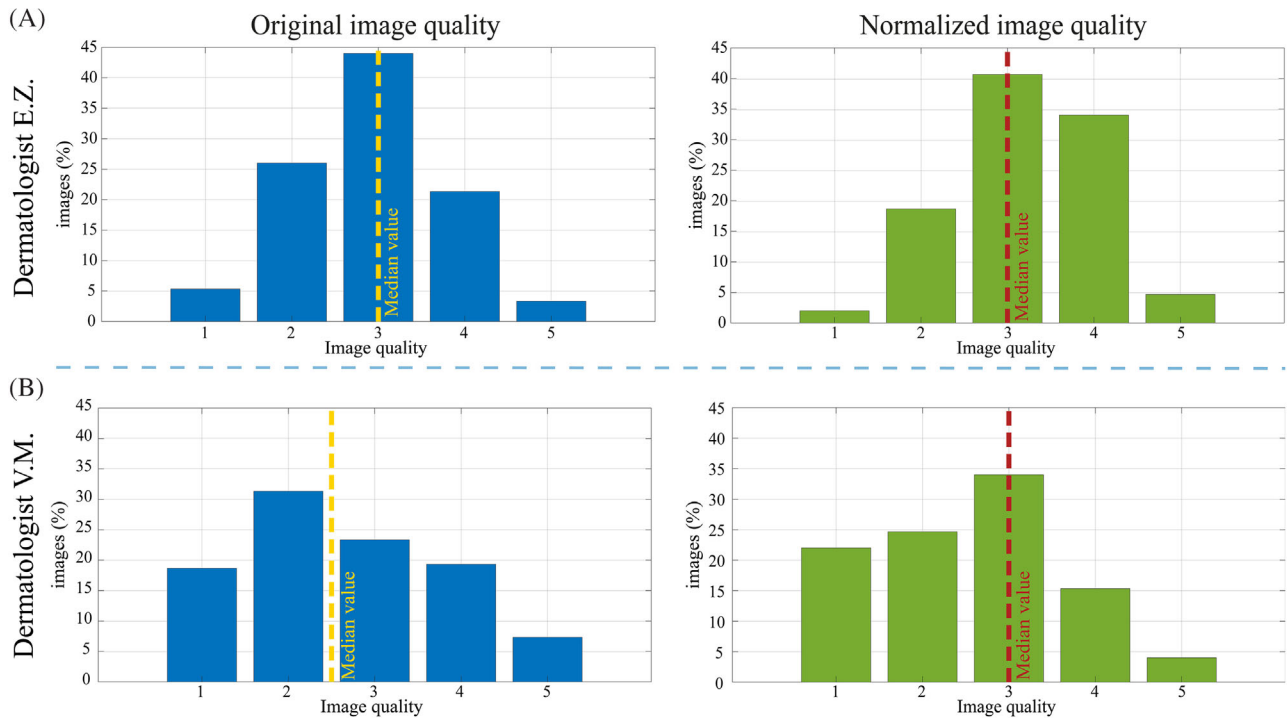 (A)
Original image quality
Normalized image quality
Dermatologist E.Z.
images (%)
45
40
35
30
25
20
15
10
5
0
Median value
1 2 3 4 5
Image quality
images (%)
45
40
35
30
25
20
15
10
5
0
Median value
1 2 3 4 5
Image quality
(B)
Dermatologist V.M.
images (%)
45
40
35
30
25
20
15
10
5
0
Median value
1 2 3 4 5
Image quality
images (%)
45
40
35
30
25
20
15
10
5
0
Median value
1 2 3 4 5
Image quality